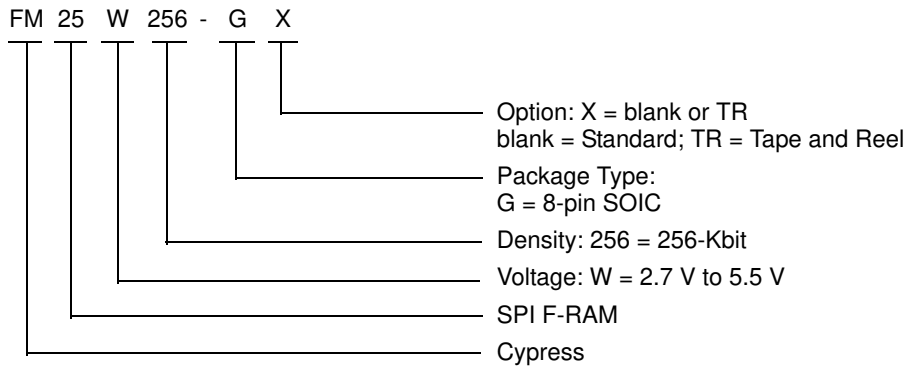 FM 25 W 256 - G X
Option: X = blank or TR
blank = Standard; TR = Tape and Reel
Package Type:
G = 8-pin SOIC
Density: 256 = 256-Kbit
Voltage: W = 2.7 V to 5.5 V
SPI F-RAM
Cypress